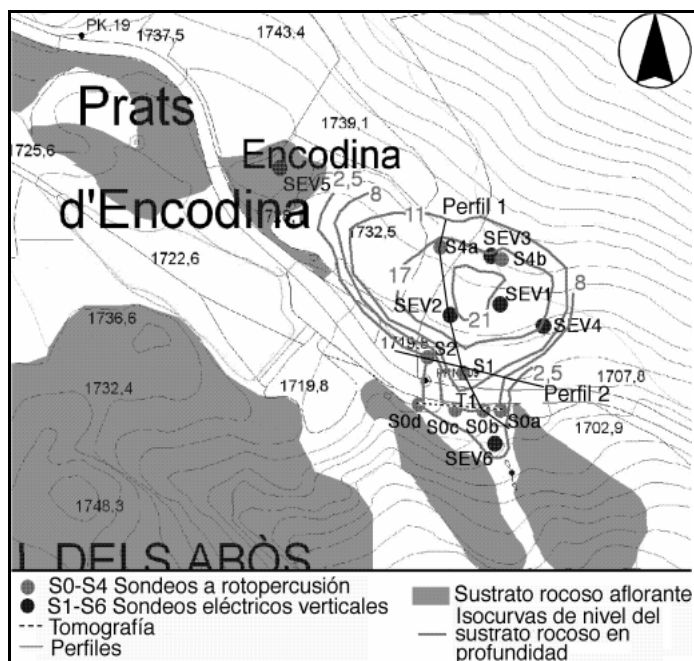 PK.19
1737,5
1743.4
Prats
1739,1
Encodina
1725,6
SEV5
2,5
8
d'Encodina
11
Perfil 1
1732,5
S4a
SEV3
S4b
1722,6
17
8
SEV1
SEV2
21
SEV4
1736,6
1719,8
S2
S1
2,5
1707,8
1732,4
1719,8
Perfil 2
T1
S0d
S0c
S0b
S0a
1702,9
SEV6
1748,3
L DELS ABÒS
S0-S4 Sondeos a rotopercusión
S1-S6 Sondeos eléctricos verticales
Tomografía
Perfiles
Sustrato rocoso aflorante
Isocurvas de nivel del
sustrato rocoso en
profundidad